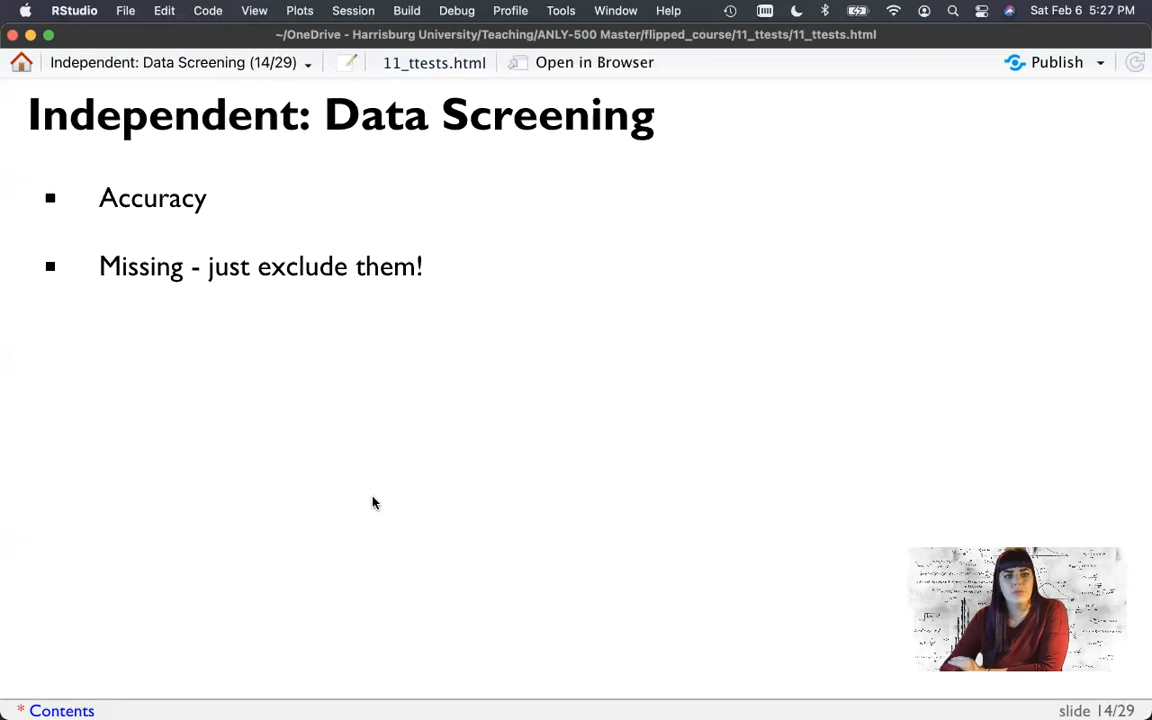 RStudio File Edit Code View Plots Session Build Debug Profile Tools Window Help Sat Feb 6 5:27 PM
~/OneDrive - Harrisburg University/Teaching/ANLY-500 Master/flipped_course/11_ttests/11_ttests.html
Independent: Data Screening (14/29) 11_ttests.html Open in Browser Publish
Independent: Data Screening
▪ Accuracy
▪ Missing - just exclude them!
* Contents slide 14/29